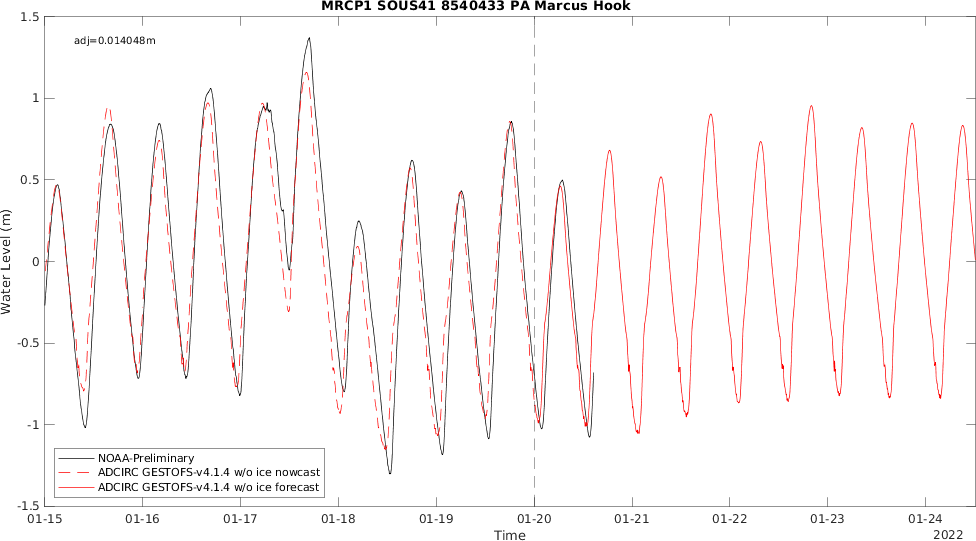 MRCP1 SOUS41 8540433 PA Marcus Hook
adj=0.014048m
1.5
1
0.5
0
-0.5
-1
-1.5
Water Level (m)
NOAA-Preliminary
ADCIRC GESTOFS-v4.1.4 w/o ice nowcast
ADCIRC GESTOFS-v4.1.4 w/o ice forecast
01-15 01-16 01-17 01-18 01-19 01-20 01-21 01-22 01-23 01-24
Time
2022